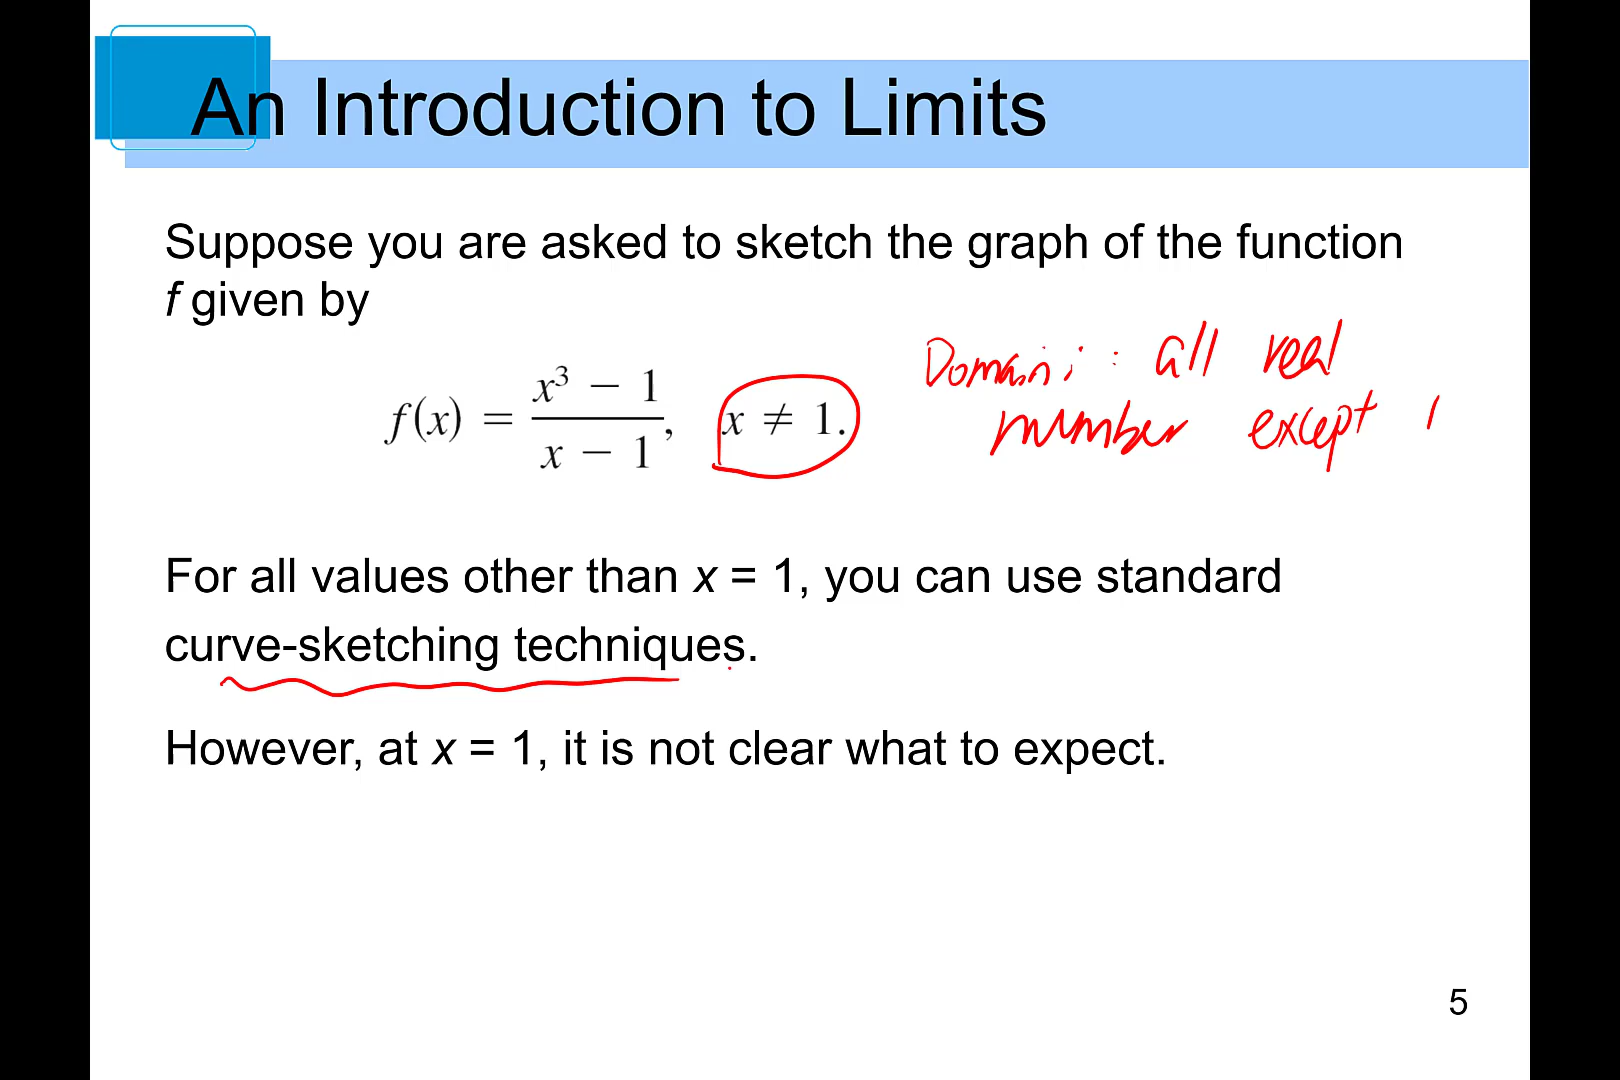 An Introduction to Limits
Suppose you are asked to sketch the graph of the function
f given by
f(x) = (x³ − 1)/(x − 1), x ≠ 1.
Domain: all real
number except 1
For all values other than x = 1, you can use standard
curve-sketching techniques.
However, at x = 1, it is not clear what to expect.
5